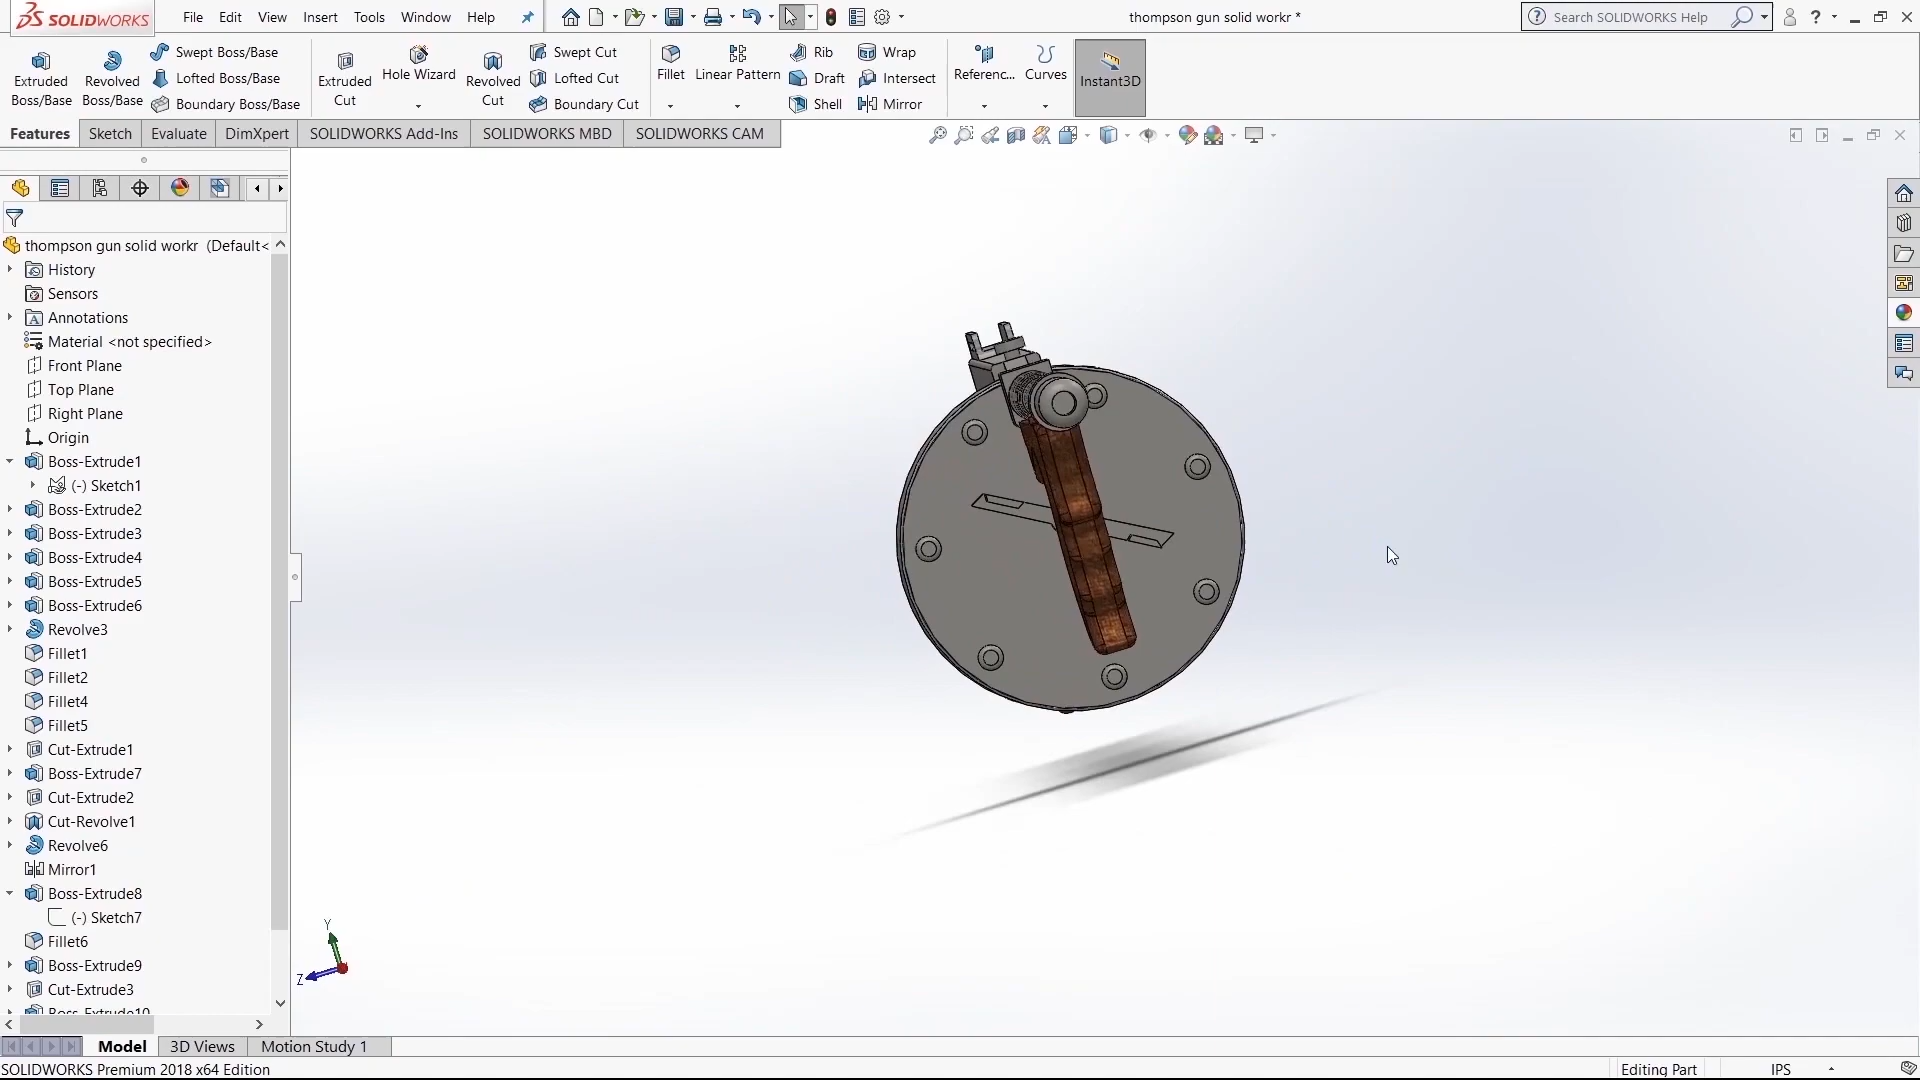 SOLIDWORKS
File Edit View Insert Tools Window Help
thompson gun solid workr *
Search SOLIDWORKS Help
Extruded Boss/Base
Revolved Boss/Base
Swept Boss/Base
Lofted Boss/Base
Boundary Boss/Base
Extruded Cut
Hole Wizard
Revolved Cut
Swept Cut
Lofted Cut
Boundary Cut
Fillet
Linear Pattern
Rib
Draft
Shell
Wrap
Intersect
Mirror
Referenc...
Curves
Instant3D
Features Sketch Evaluate DimXpert SOLIDWORKS Add-Ins SOLIDWORKS MBD SOLIDWORKS CAM
thompson gun solid workr (Default<
History
Sensors
Annotations
Material <not specified>
Front Plane
Top Plane
Right Plane
Origin
Boss-Extrude1
(-) Sketch1
Boss-Extrude2
Boss-Extrude3
Boss-Extrude4
Boss-Extrude5
Boss-Extrude6
Revolve3
Fillet1
Fillet2
Fillet4
Fillet5
Cut-Extrude1
Boss-Extrude7
Cut-Extrude2
Cut-Revolve1
Revolve6
Mirror1
Boss-Extrude8
(-) Sketch7
Fillet6
Boss-Extrude9
Cut-Extrude3
Boss-Extrude10
Y
Z
Model 3D Views Motion Study 1
SOLIDWORKS Premium 2018 x64 Edition
Editing Part
IPS